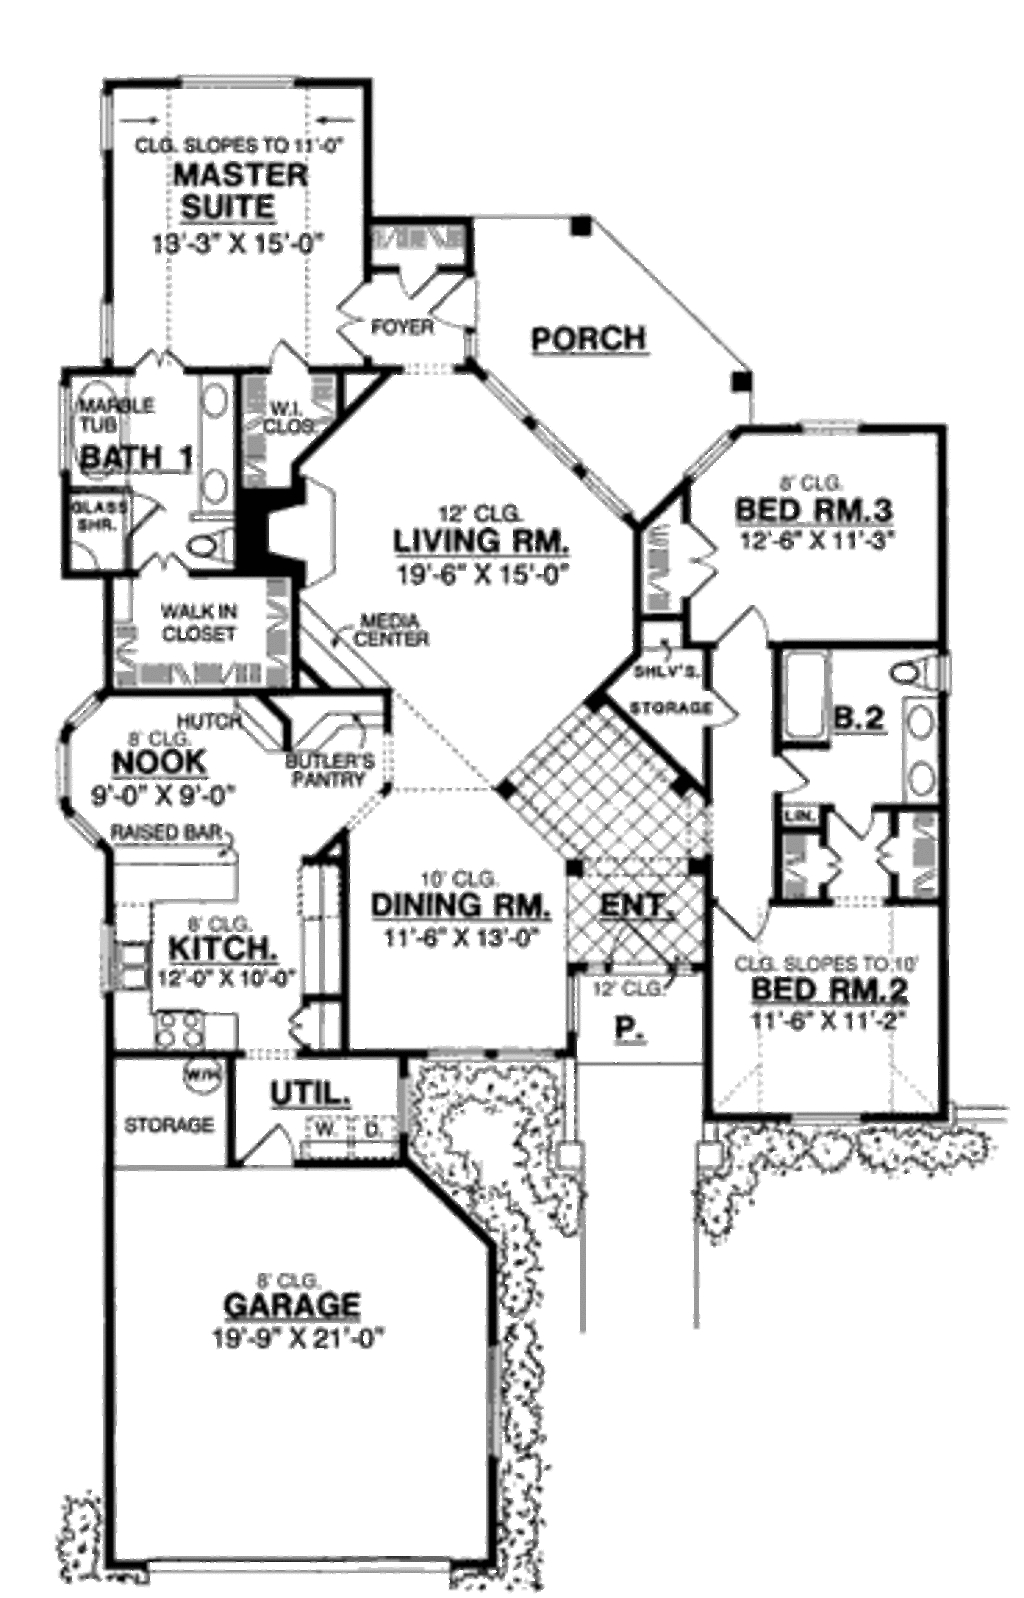 CLG. SLOPES TO 11'-0"
MASTER
SUITE
13'-3" X 15'-0"
FOYER
PORCH
MARBLE
TUB
BATH 1
W.I.
CLOS.
GLASS
SHR.
12' CLG.
LIVING RM.
19'-6" X 15'-0"
8' CLG.
BED RM.3
12'-6" X 11'-3"
WALK IN
CLOSET
MEDIA
CENTER
SHLV'S.
STORAGE
B.2
HUTCH
8' CLG.
NOOK
9'-0" X 9'-0"
BUTLER'S
PANTRY
RAISED BAR
LIN.
10' CLG.
DINING RM.
11'-6" X 13'-0"
ENT.
8' CLG.
KITCH.
12'-0" X 10'-0"
12' CLG.
P.
CLG. SLOPES TO 10'
BED RM.2
11'-6" X 11'-2"
W/H
STORAGE
UTIL.
W. D.
8' CLG.
GARAGE
19'-9" X 21'-0"